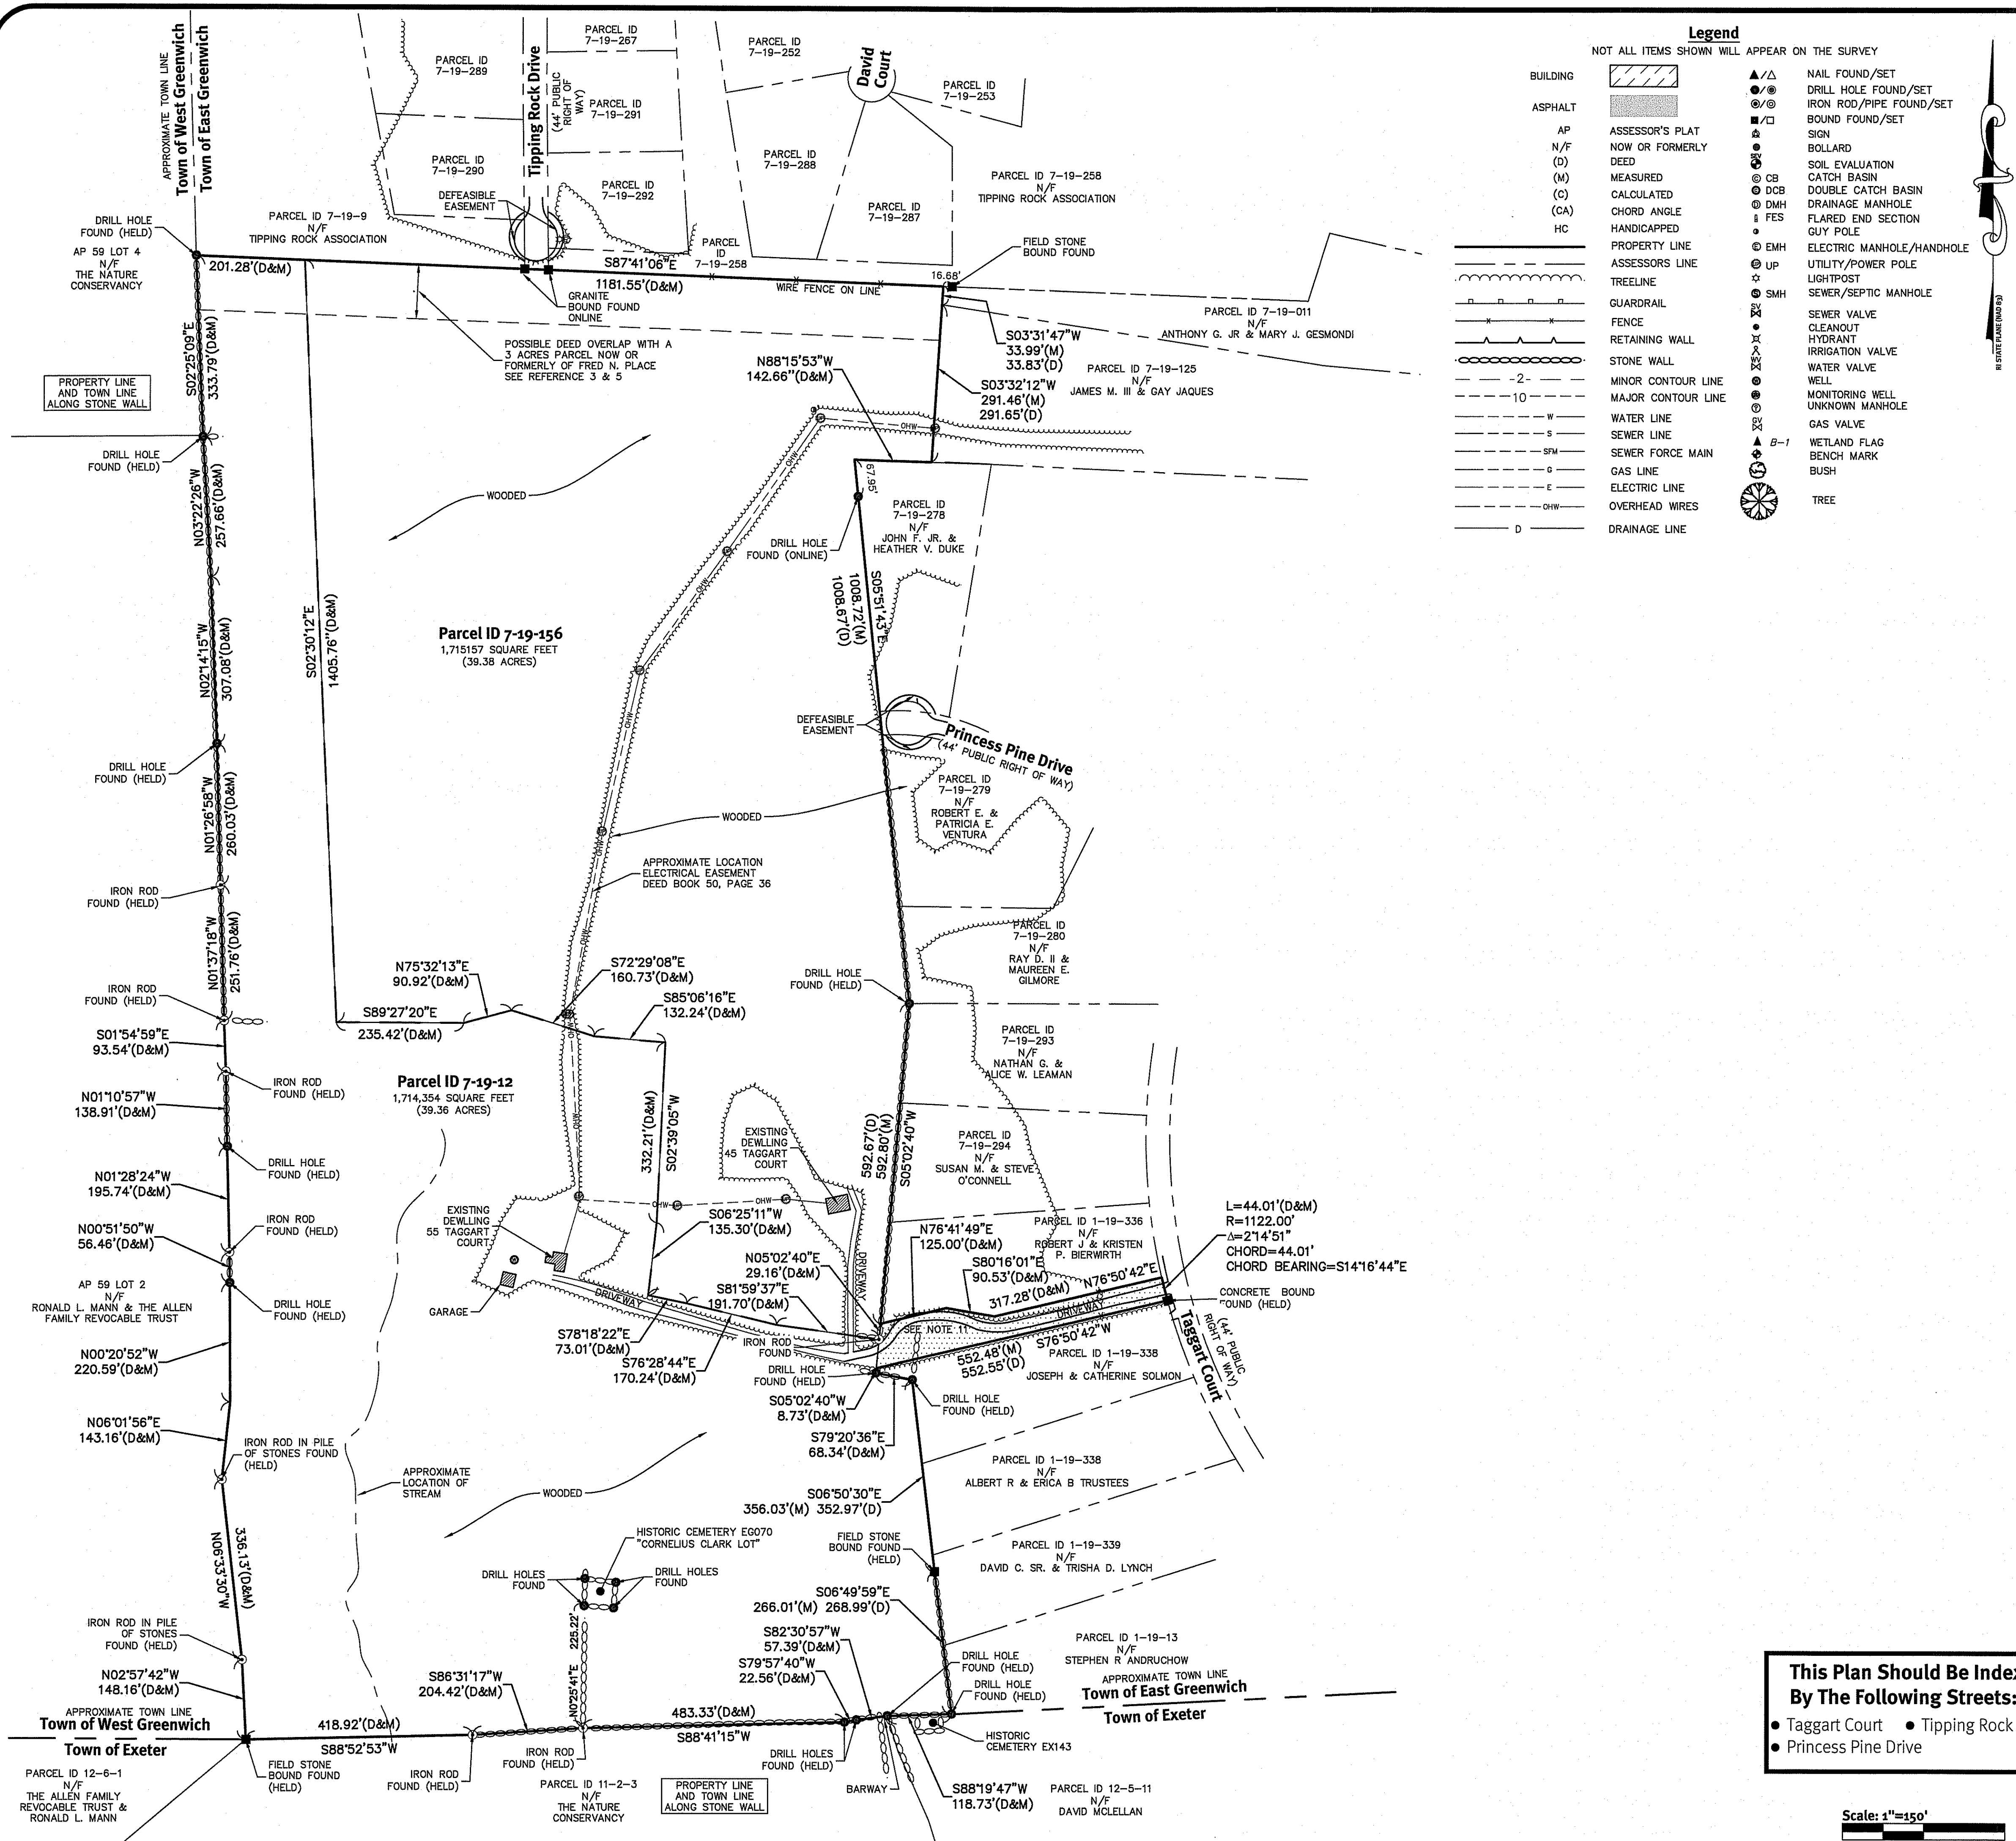 APPROXIMATE TOWN LINE
Town of West Greenwich
Town of East Greenwich
PARCEL ID
7-19-289
Tipping Rock Drive
(44' PUBLIC
RIGHT OF
WAY)
PARCEL ID
7-19-267
PARCEL ID
7-19-291
PARCEL ID
7-19-252
David
Court
PARCEL ID
7-19-253
PARCEL ID
7-19-290
DEFEASIBLE
EASEMENT
PARCEL ID
7-19-292
PARCEL ID
7-19-288
PARCEL ID
7-19-287
PARCEL ID 7-19-258
N/F
TIPPING ROCK ASSOCIATION
DRILL HOLE
FOUND (HELD)
PARCEL ID 7-19-9
N/F
TIPPING ROCK ASSOCIATION
AP 59 LOT 4
N/F
THE NATURE
CONSERVANCY
201.28'(D&M)
PARCEL
ID
7-19-258
S87°41'06"E
1181.55'(D&M)
GRANITE
BOUND FOUND
ONLINE
WIRE FENCE ON LINE
16.68'
FIELD STONE
BOUND FOUND
PARCEL ID 7-19-011
N/F
ANTHONY G. JR & MARY J. GESMONDI
S03°31'47"W
33.99'(M)
33.83'(D)
POSSIBLE DEED OVERLAP WITH A
3 ACRES PARCEL NOW OR
FORMERLY OF FRED N. PLACE
SEE REFERENCE 3 & 5
N88°15'53"W
142.66"(D&M)
PARCEL ID 7-19-125
N/F
JAMES M. III & GAY JAQUES
S03°32'12"W
291.46'(M)
291.65'(D)
S02°25'09"E
333.79'(D&M)
PROPERTY LINE
AND TOWN LINE
ALONG STONE WALL
DRILL HOLE
FOUND (HELD)
OHW
OHW
WOODED
67.95'
N03°22'26"W
257.66'(D&M)
DRILL HOLE
FOUND (ONLINE)
PARCEL ID
7-19-278
N/F
JOHN F. JR. &
HEATHER V. DUKE
OHW
S05°51'43"E
1008.72'(M)
1008.67'(D)
N02°14'15"W
307.08'(D&M)
S02°30'12"E
1405.76"(D&M)
Parcel ID 7-19-156
1,715157 SQUARE FEET
(39.38 ACRES)
OHW
DEFEASIBLE
EASEMENT
Princess Pine Drive
(44' PUBLIC RIGHT OF WAY)
DRILL HOLE
FOUND (HELD)
N01°26'58"W
260.03'(D&M)
WOODED
PARCEL ID
7-19-279
N/F
ROBERT E. &
PATRICIA E.
VENTURA
OHW
APPROXIMATE LOCATION
ELECTRICAL EASEMENT
DEED BOOK 50, PAGE 36
IRON ROD
FOUND (HELD)
N01°37'18"W
251.76'(D&M)
OHW
PARCEL ID
7-19-280
N/F
RAY D. II &
MAUREEN E.
GILMORE
DRILL HOLE
FOUND (HELD)
N75°32'13"E
90.92'(D&M)
S72°29'08"E
160.73'(D&M)
S85°06'16"E
132.24'(D&M)
IRON ROD
FOUND (HELD)
S89°27'20"E
235.42'(D&M)
OHW
S01°54'59"E
93.54'(D&M)
PARCEL ID
7-19-293
N/F
NATHAN G. &
ALICE W. LEAMAN
IRON ROD
FOUND (HELD)
Parcel ID 7-19-12
1,714,354 SQUARE FEET
(39.36 ACRES)
N01°10'57"W
138.91'(D&M)
OHW
332.21'(D&M)
S02°39'05"W
EXISTING
DEWLLING
45 TAGGART
COURT
592.67'(D)
592.80'(M)
S05°02'40"W
PARCEL ID
7-19-294
N/F
SUSAN M. & STEVE
O'CONNELL
DRILL HOLE
FOUND (HELD)
N01°28'24"W
195.74'(D&M)
OHW
OHW
L=44.01'(D&M)
R=1122.00'
Δ=2°14'51"
CHORD=44.01'
CHORD BEARING=S14°16'44"E
EXISTING
DEWLLING
55 TAGGART
COURT
S06°25'11"W
135.30'(D&M)
N76°41'49"E
125.00'(D&M)
PARCEL ID 1-19-336
N/F
ROBERT J & KRISTEN
P. BIERWIRTH
N00°51'50"W
56.46'(D&M)
IRON ROD
FOUND (HELD)
N05°02'40"E
29.16'(D&M)
DRIVEWAY
S80°16'01"E
90.53'(D&M)
N76°50'42"E
317.28'(D&M)
AP 59 LOT 2
N/F
RONALD L. MANN & THE ALLEN
FAMILY REVOCABLE TRUST
DRILL HOLE
FOUND (HELD)
GARAGE
DRIVEWAY
S81°59'37"E
191.70'(D&M)
DRIVEWAY
CONCRETE BOUND
FOUND (HELD)
SEE NOTE 11
S76°50'42"W
552.48'(M)
552.55'(D)
Taggart Court
(44' PUBLIC
RIGHT OF WAY)
S78°18'22"E
73.01'(D&M)
IRON ROD
FOUND
S76°28'44"E
170.24'(D&M)
DRILL HOLE
FOUND (HELD)
PARCEL ID 1-19-338
N/F
JOSEPH & CATHERINE SOLMON
N00°20'52"W
220.59'(D&M)
S05°02'40"W
8.73'(D&M)
DRILL HOLE
FOUND (HELD)
N06°01'56"E
143.16'(D&M)
S79°20'36"E
68.34'(D&M)
IRON ROD IN PILE
OF STONES FOUND
(HELD)
APPROXIMATE
LOCATION OF
STREAM
WOODED
PARCEL ID 1-19-338
N/F
ALBERT R & ERICA B TRUSTEES
S06°50'30"E
356.03'(M) 352.97'(D)
336.13'(D&M)
N06°33'30"W
HISTORIC CEMETERY EG070
"CORNELIUS CLARK LOT"
FIELD STONE
BOUND FOUND
(HELD)
PARCEL ID 1-19-339
N/F
DAVID C. SR. & TRISHA D. LYNCH
DRILL HOLES
FOUND
DRILL HOLES
FOUND
S06°49'59"E
266.01'(M) 268.99'(D)
IRON ROD IN PILE
OF STONES
FOUND (HELD)
N0°25'41"E 225.22'
S82°30'57"W
57.39'(D&M)
PARCEL ID 1-19-13
N/F
STEPHEN R ANDRUCHOW
N02°57'42"W
148.16'(D&M)
S86°31'17"W
204.42'(D&M)
S79°57'40"W
22.56'(D&M)
DRILL HOLE
FOUND (HELD)
DRILL HOLE
FOUND (HELD)
APPROXIMATE TOWN LINE
Town of East Greenwich
Town of Exeter
APPROXIMATE TOWN LINE
Town of West Greenwich
Town of Exeter
418.92'(D&M)
S88°52'53"W
483.33'(D&M)
S88°41'15"W
HISTORIC
CEMETERY EX143
FIELD STONE
BOUND FOUND
(HELD)
IRON ROD
FOUND (HELD)
IRON ROD
FOUND (HELD)
DRILL HOLES
FOUND (HELD)
PARCEL ID 12-6-1
N/F
THE ALLEN FAMILY
REVOCABLE TRUST &
RONALD L. MANN
PARCEL ID 11-2-3
N/F
THE NATURE
CONSERVANCY
PROPERTY LINE
AND TOWN LINE
ALONG STONE WALL
BARWAY
S88°19'47"W
118.73'(D&M)
PARCEL ID 12-5-11
N/F
DAVID MCLELLAN
Legend
NOT ALL ITEMS SHOWN WILL APPEAR ON THE SURVEY
BUILDING
ASPHALT
AP ASSESSOR'S PLAT
N/F NOW OR FORMERLY
(D) DEED
(M) MEASURED
(C) CALCULATED
(CA) CHORD ANGLE
HC HANDICAPPED
PROPERTY LINE
ASSESSORS LINE
TREELINE
GUARDRAIL
FENCE
RETAINING WALL
STONE WALL
-2- MINOR CONTOUR LINE
10 MAJOR CONTOUR LINE
W WATER LINE
S SEWER LINE
SFM SEWER FORCE MAIN
G GAS LINE
E ELECTRIC LINE
OHW OVERHEAD WIRES
D DRAINAGE LINE
NAIL FOUND/SET
DRILL HOLE FOUND/SET
IRON ROD/PIPE FOUND/SET
BOUND FOUND/SET
SIGN
BOLLARD
SOIL EVALUATION
CB CATCH BASIN
DCB DOUBLE CATCH BASIN
DMH DRAINAGE MANHOLE
FES FLARED END SECTION
GUY POLE
EMH ELECTRIC MANHOLE/HANDHOLE
UP UTILITY/POWER POLE
LIGHTPOST
SMH SEWER/SEPTIC MANHOLE
SV SEWER VALVE
CLEANOUT
HYDRANT
IRRIGATION VALVE
WV WATER VALVE
WELL
MONITORING WELL
UNKNOWN MANHOLE
GV GAS VALVE
B-1 WETLAND FLAG
BENCH MARK
BUSH
TREE
RI STATE PLANE (NAD 83)
This Plan Should Be Index
By The Following Streets:
• Taggart Court • Tipping Rock
• Princess Pine Drive
Scale: 1"=150'